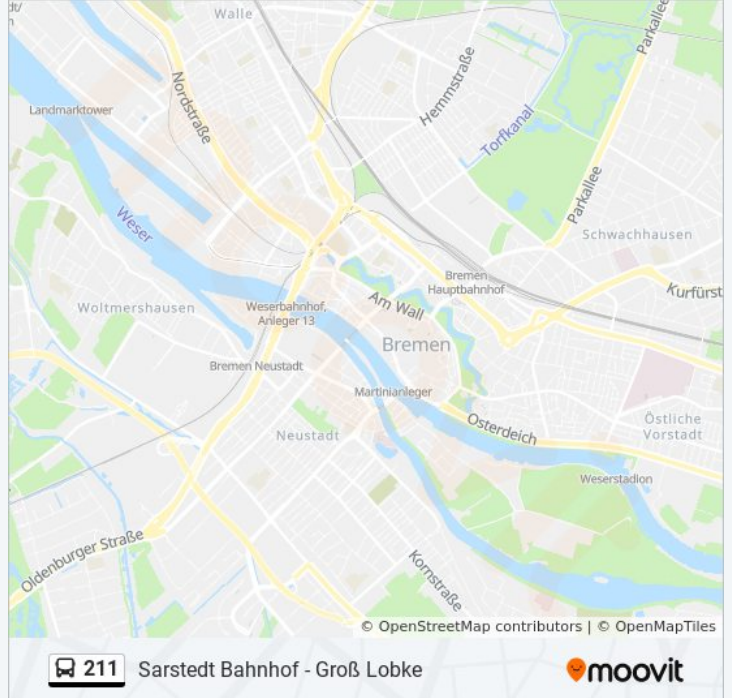 dt/
Walle
Parkallee
Hemmstraße
Nordstraße
Landmarktower
Torfkanal
Parkallee
Weser
Schwachhausen
Bremen
Hauptbahnhof
Kurfürst
Am Wall
Woltmershausen
Weserbahnhof,
Anleger 13
Bremen
Bremen Neustadt
Martinianleger
Osterdeich
Östliche
Vorstadt
Neustadt
Weserstadion
Oldenburger Straße
Kornstraße
© OpenStreetMap contributors | © OpenMapTiles
211 Sarstedt Bahnhof - Groß Lobke
moovit